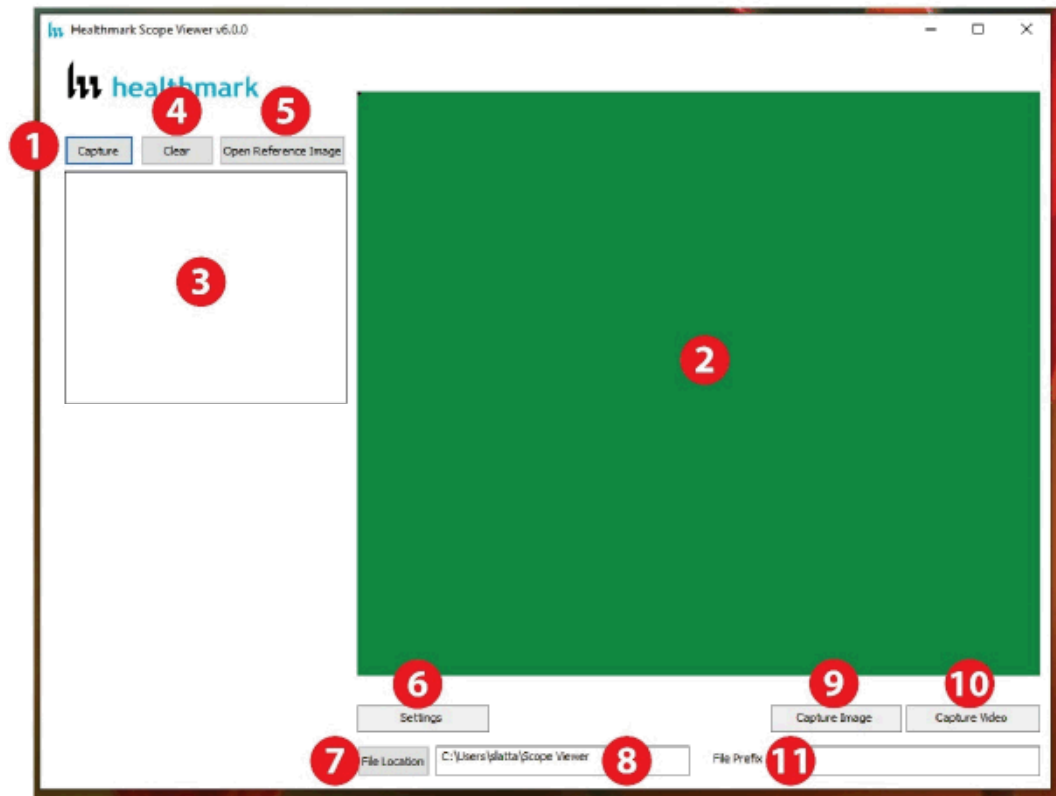 Healthmark Scope Viewer v6.0.0
healthmark
4 5
1 Capture Clear Open Reference Image
3
2
6 9 10
Settings Capture Image Capture Video
7 File Location C:\Users\slatta\Scope Viewer 8 File Prefix 11